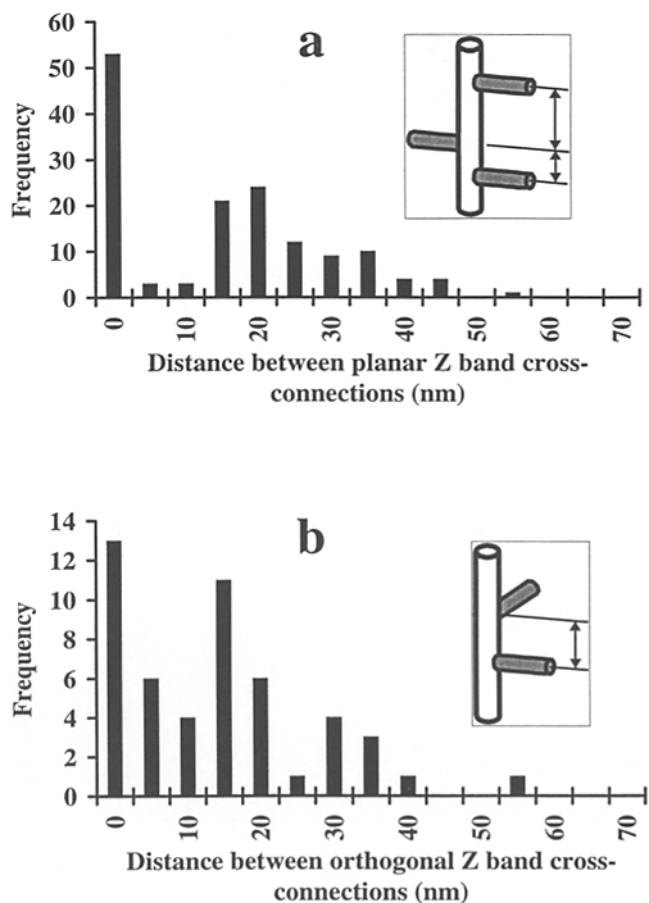 a
60
50
40
30
20
10
0
Frequency
0 10 20 30 40 50 60 70
Distance between planar Z band cross-
connections (nm)
b
14
12
10
8
6
4
2
0
Frequency
0 10 20 30 40 50 60 70
Distance between orthogonal Z band cross-
connections (nm)